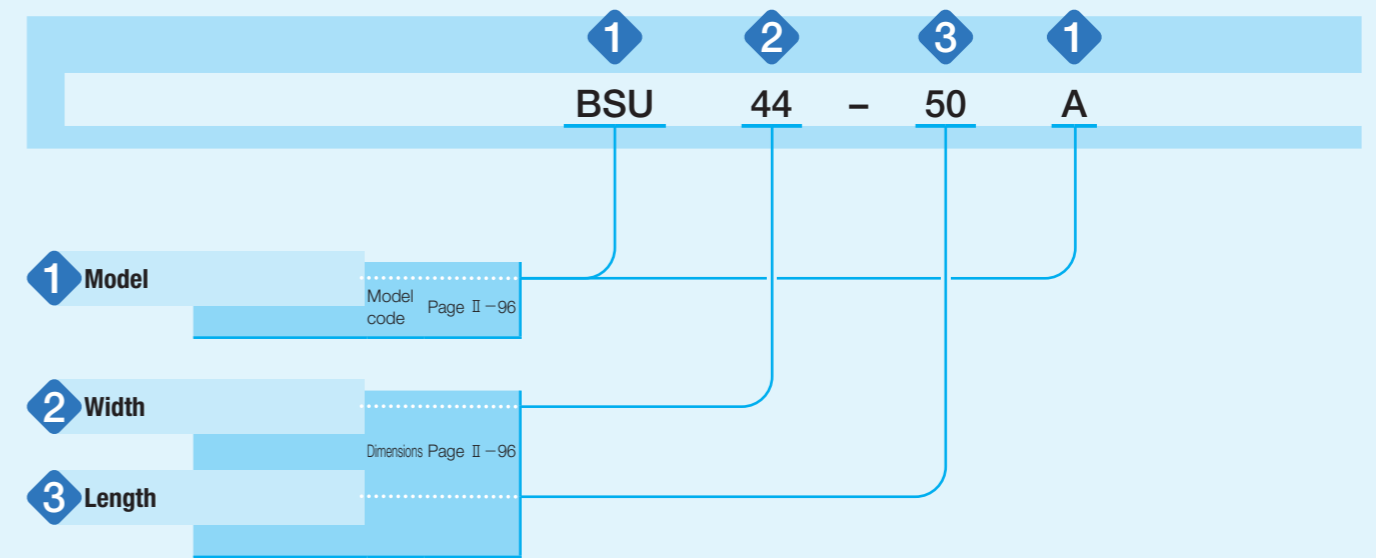 1 2 3 1
BSU 44 – 50 A
1 Model
Model code Page Ⅱ－96
2 Width
Dimensions Page Ⅱ－96
3 Length